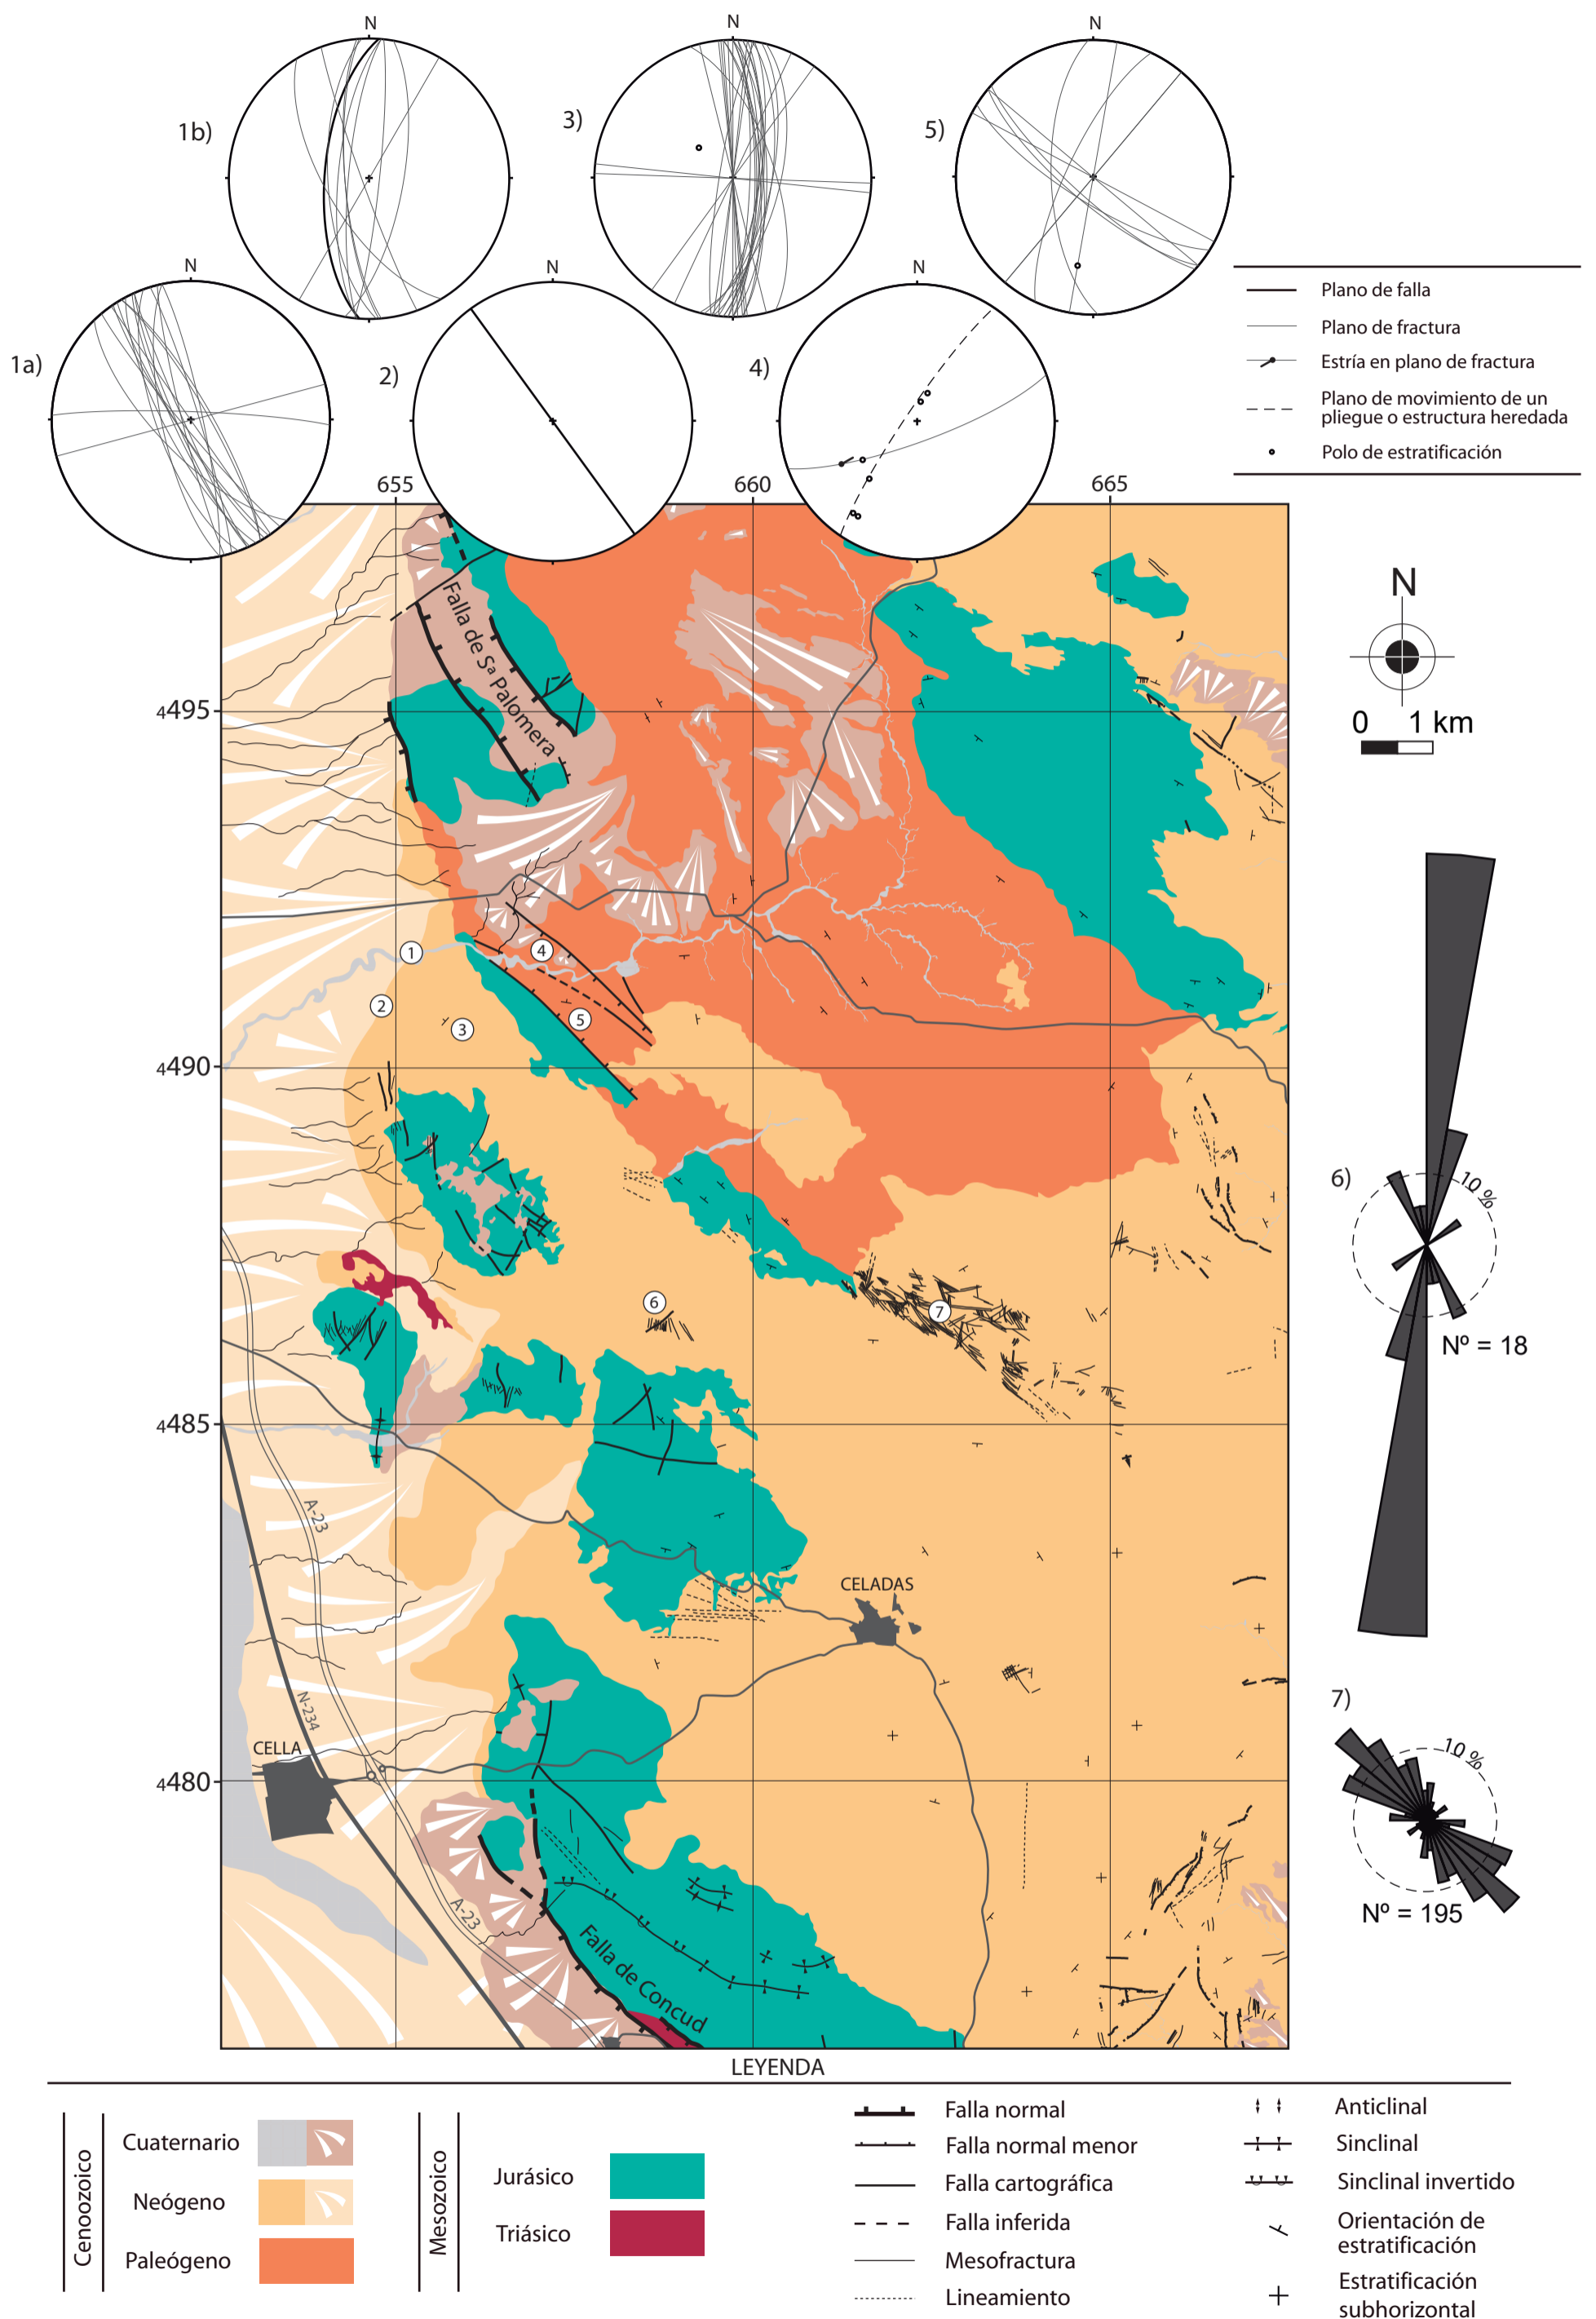 N
N
N
1b)
3)
5)
N
N
N
1a)
2)
4)
Plano de falla
Plano de fractura
Estría en plano de fractura
Plano de movimiento de un
pliegue o estructura heredada
Polo de estratificación
655
660
665
N
0 1 km
4495
4490
4485
4480
Falla de Sª Palomera
1
2
3
4
5
6
7
A-23
N-234
CELADAS
CELLA
A-23
Falla de Concud
6)
10 %
Nº = 18
7)
10 %
Nº = 195
LEYENDA
Cenoozoico
Cuaternario
Neógeno
Paleógeno
Mesozoico
Jurásico
Triásico
Falla normal
Falla normal menor
Falla cartográfica
Falla inferida
Mesofractura
Lineamiento
Anticlinal
Sinclinal
Sinclinal invertido
Orientación de
estratificación
Estratificación
subhorizontal